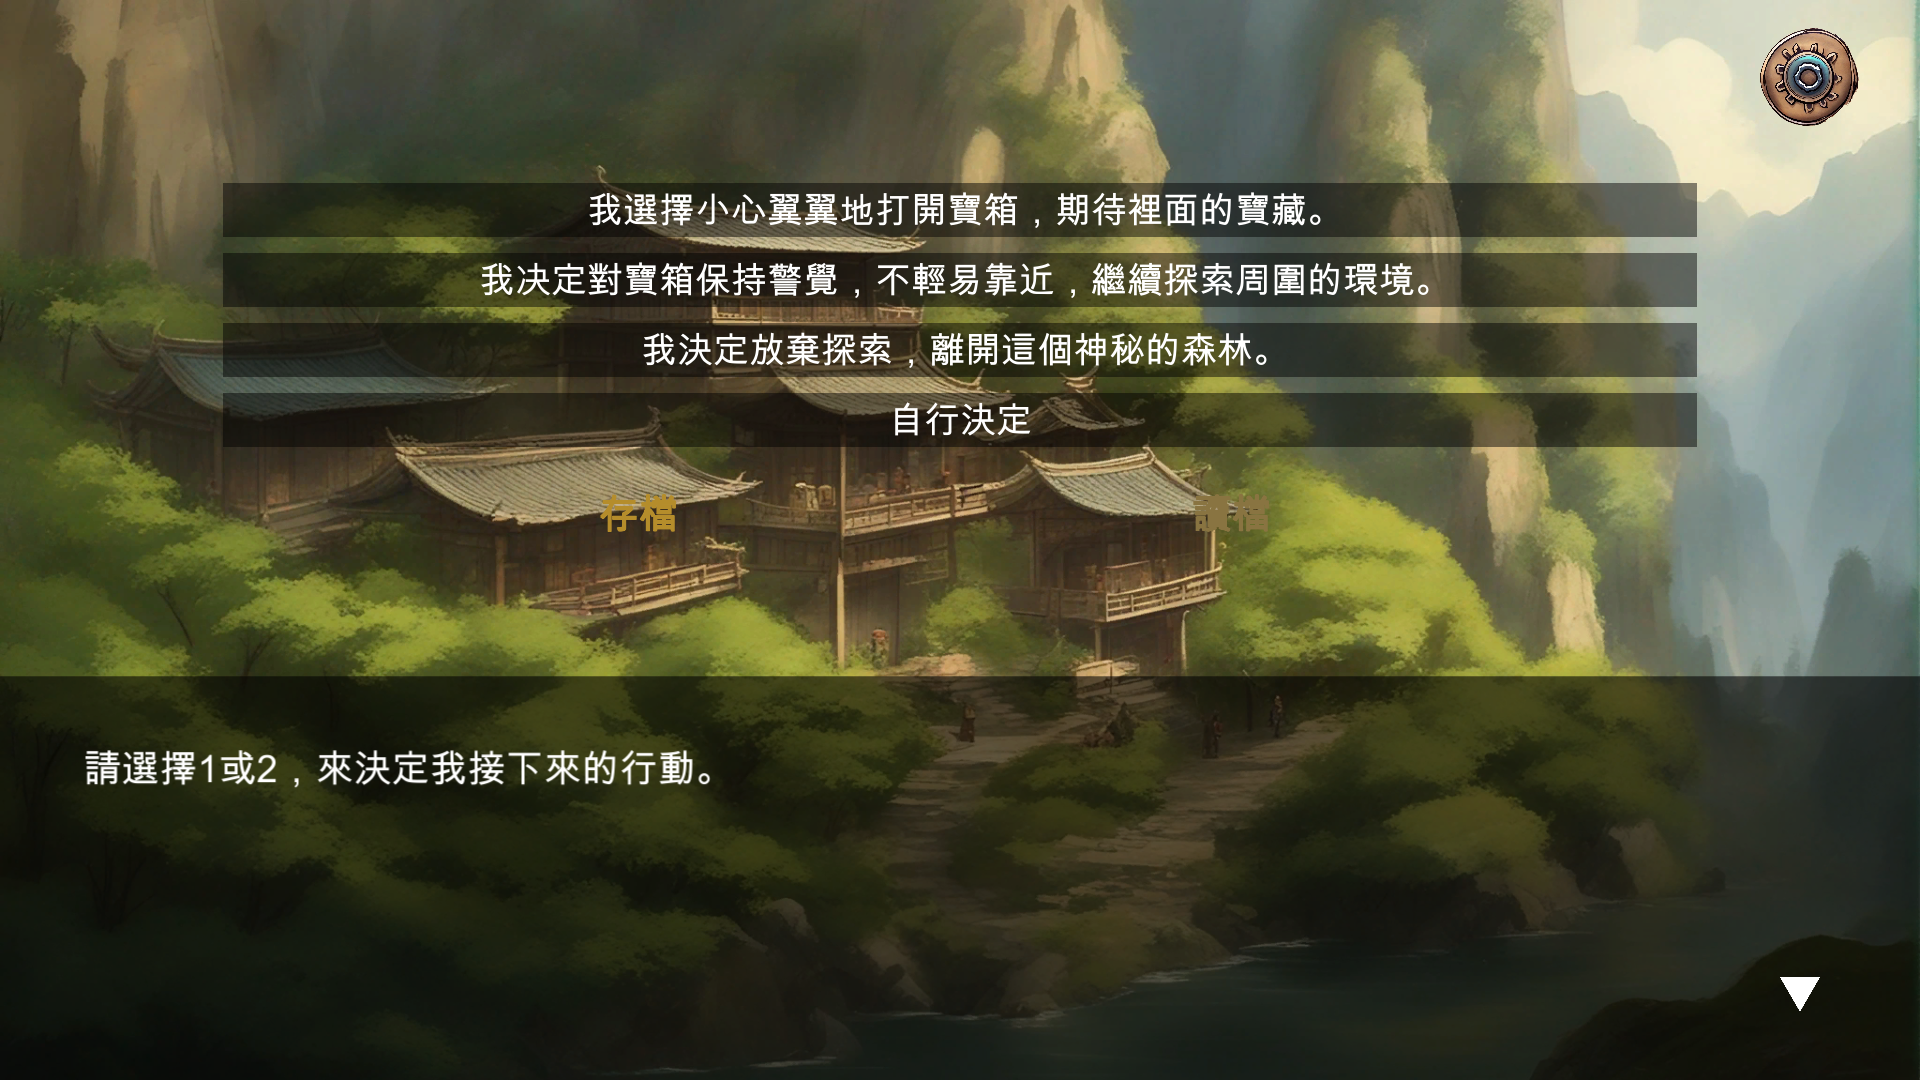 我選擇小心翼翼地打開寶箱，期待裡面的寶藏。
我決定對寶箱保持警覺，不輕易靠近，繼續探索周圍的環境。
我決定放棄探索，離開這個神秘的森林。
自行決定
存檔
讀檔
請選擇1或2，來決定我接下來的行動。